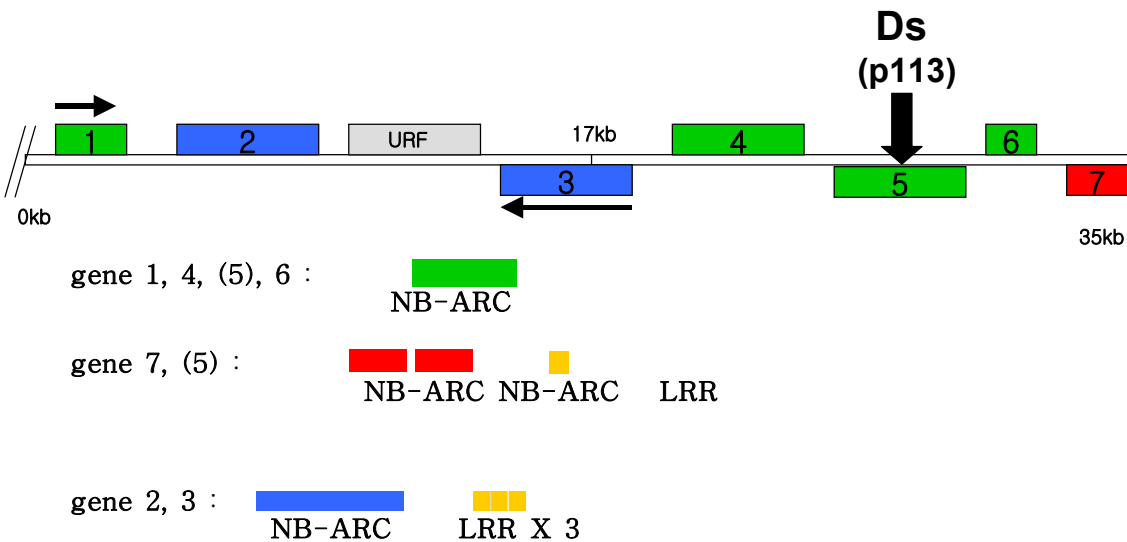 Ds
(p113)
1
2
URF
17kb
4
6
3
5
7
0kb
35kb
gene 1, 4, (5), 6 :
NB-ARC
gene 7, (5) :
NB-ARC NB-ARC LRR
gene 2, 3 :
NB-ARC LRR X 3